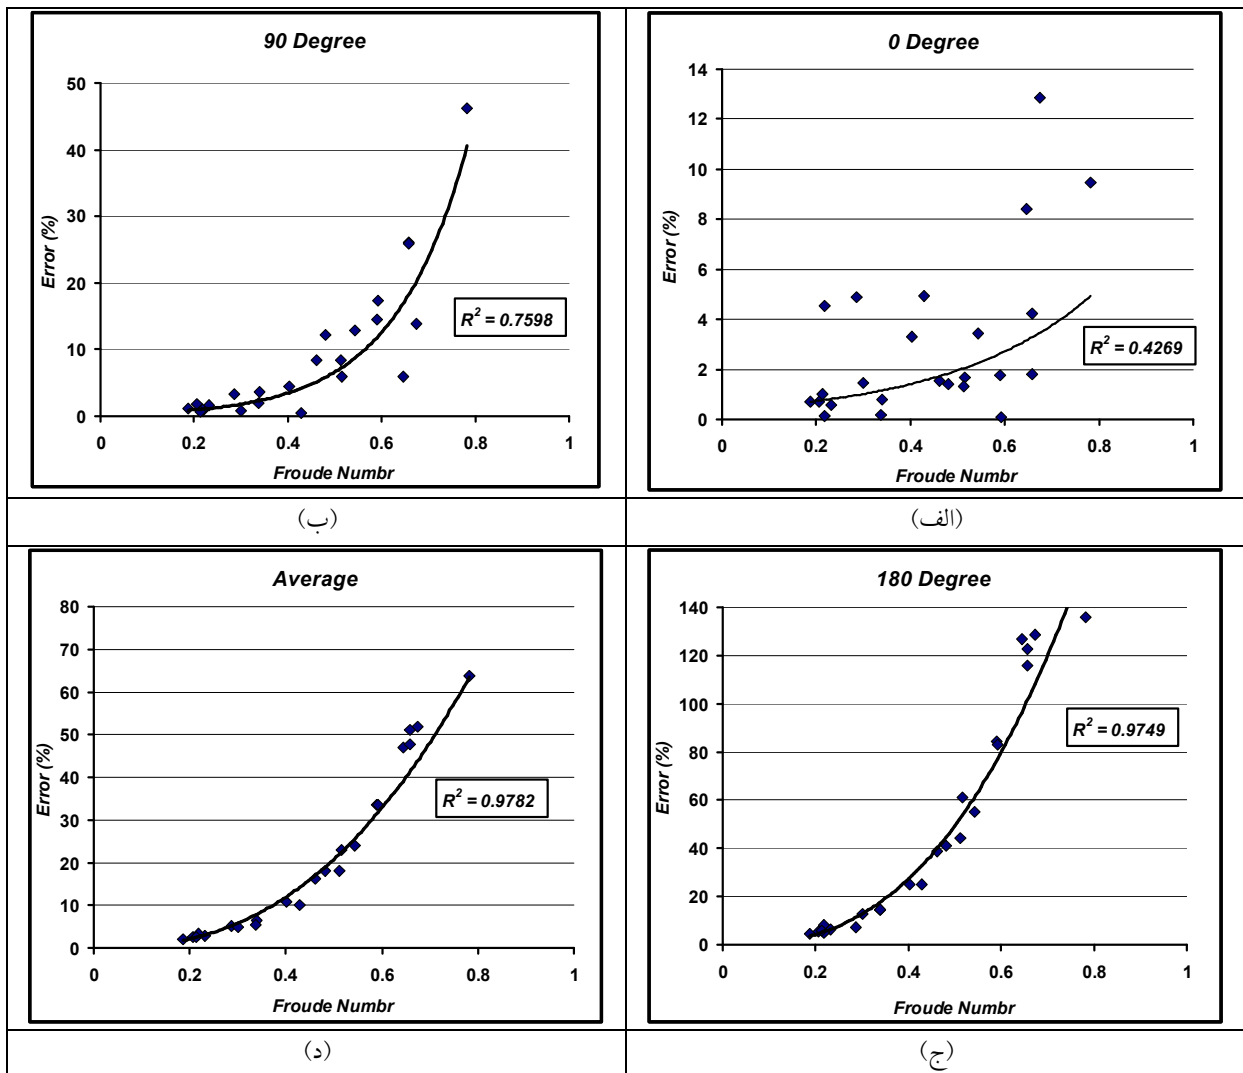 0 Degree
14
12
10
8
6
4
2
0
Error (%)
R² = 0.4269
0 0.2 0.4 0.6 0.8 1
Froude Numbr
(الف)
90 Degree
50
40
30
20
10
0
Error (%)
R² = 0.7598
0 0.2 0.4 0.6 0.8 1
Froude Numbr
(ب)
180 Degree
140
120
100
80
60
40
20
0
Error (%)
R² = 0.9749
0 0.2 0.4 0.6 0.8 1
Froude Numbr
(ج)
Average
80
70
60
50
40
30
20
10
0
Error (%)
R² = 0.9782
0 0.2 0.4 0.6 0.8 1
Froude Numbr
(د)